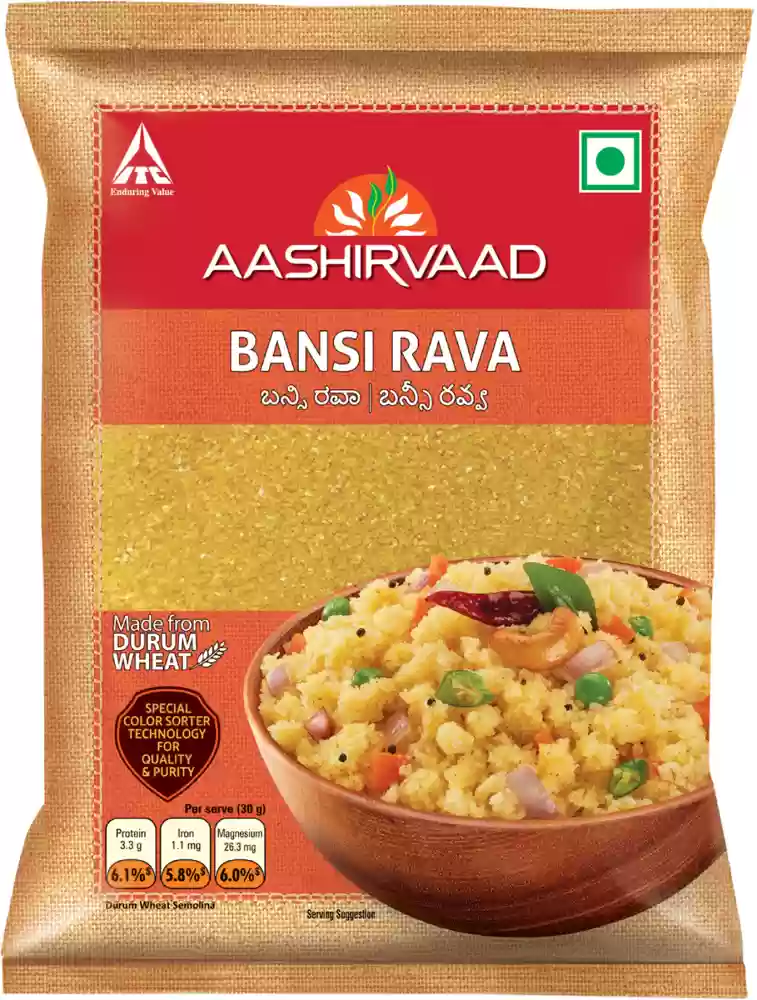 ITC
Enduring Value
AASHIRVAAD
BANSI RAVA
ಬನ್ಸಿ ರವಾ | బన్సీ రవ్వ
Made from
DURUM
WHEAT
SPECIAL
COLOR SORTER
TECHNOLOGY
FOR
QUALITY
& PURITY
Per serve (30 g)
Protein Iron Magnesium
3.3 g 1.1 mg 26.3 mg
6.1%$ 5.8%$ 6.0%$
Durum Wheat Semolina
Serving Suggestion